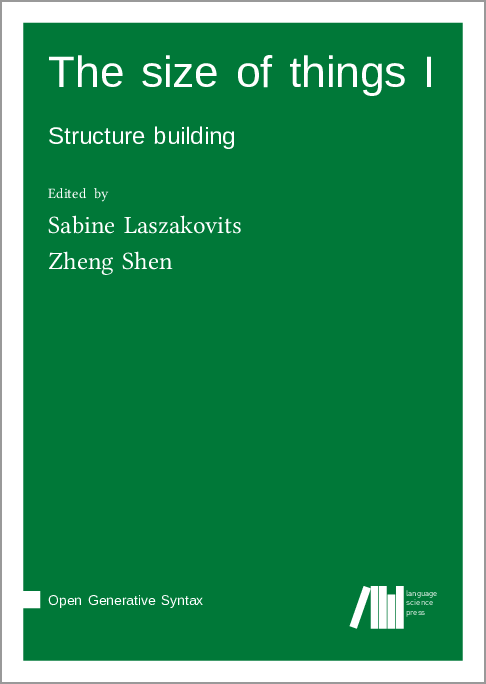 The size of things I
Structure building
Edited by
Sabine Laszakovits
Zheng Shen
Open Generative Syntax
language
science
press